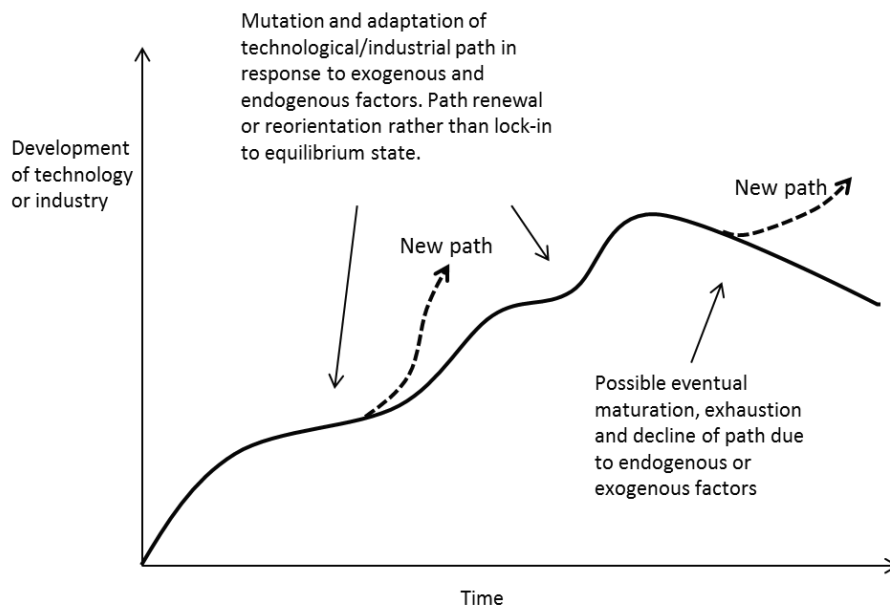 Mutation and adaptation of
technological/industrial path in
response to exogenous and
endogenous factors. Path renewal
or reorientation rather than lock-in
to equilibrium state.
Development
of technology
or industry
New path
New path
Possible eventual
maturation, exhaustion
and decline of path due
to endogenous or
exogenous factors
Time